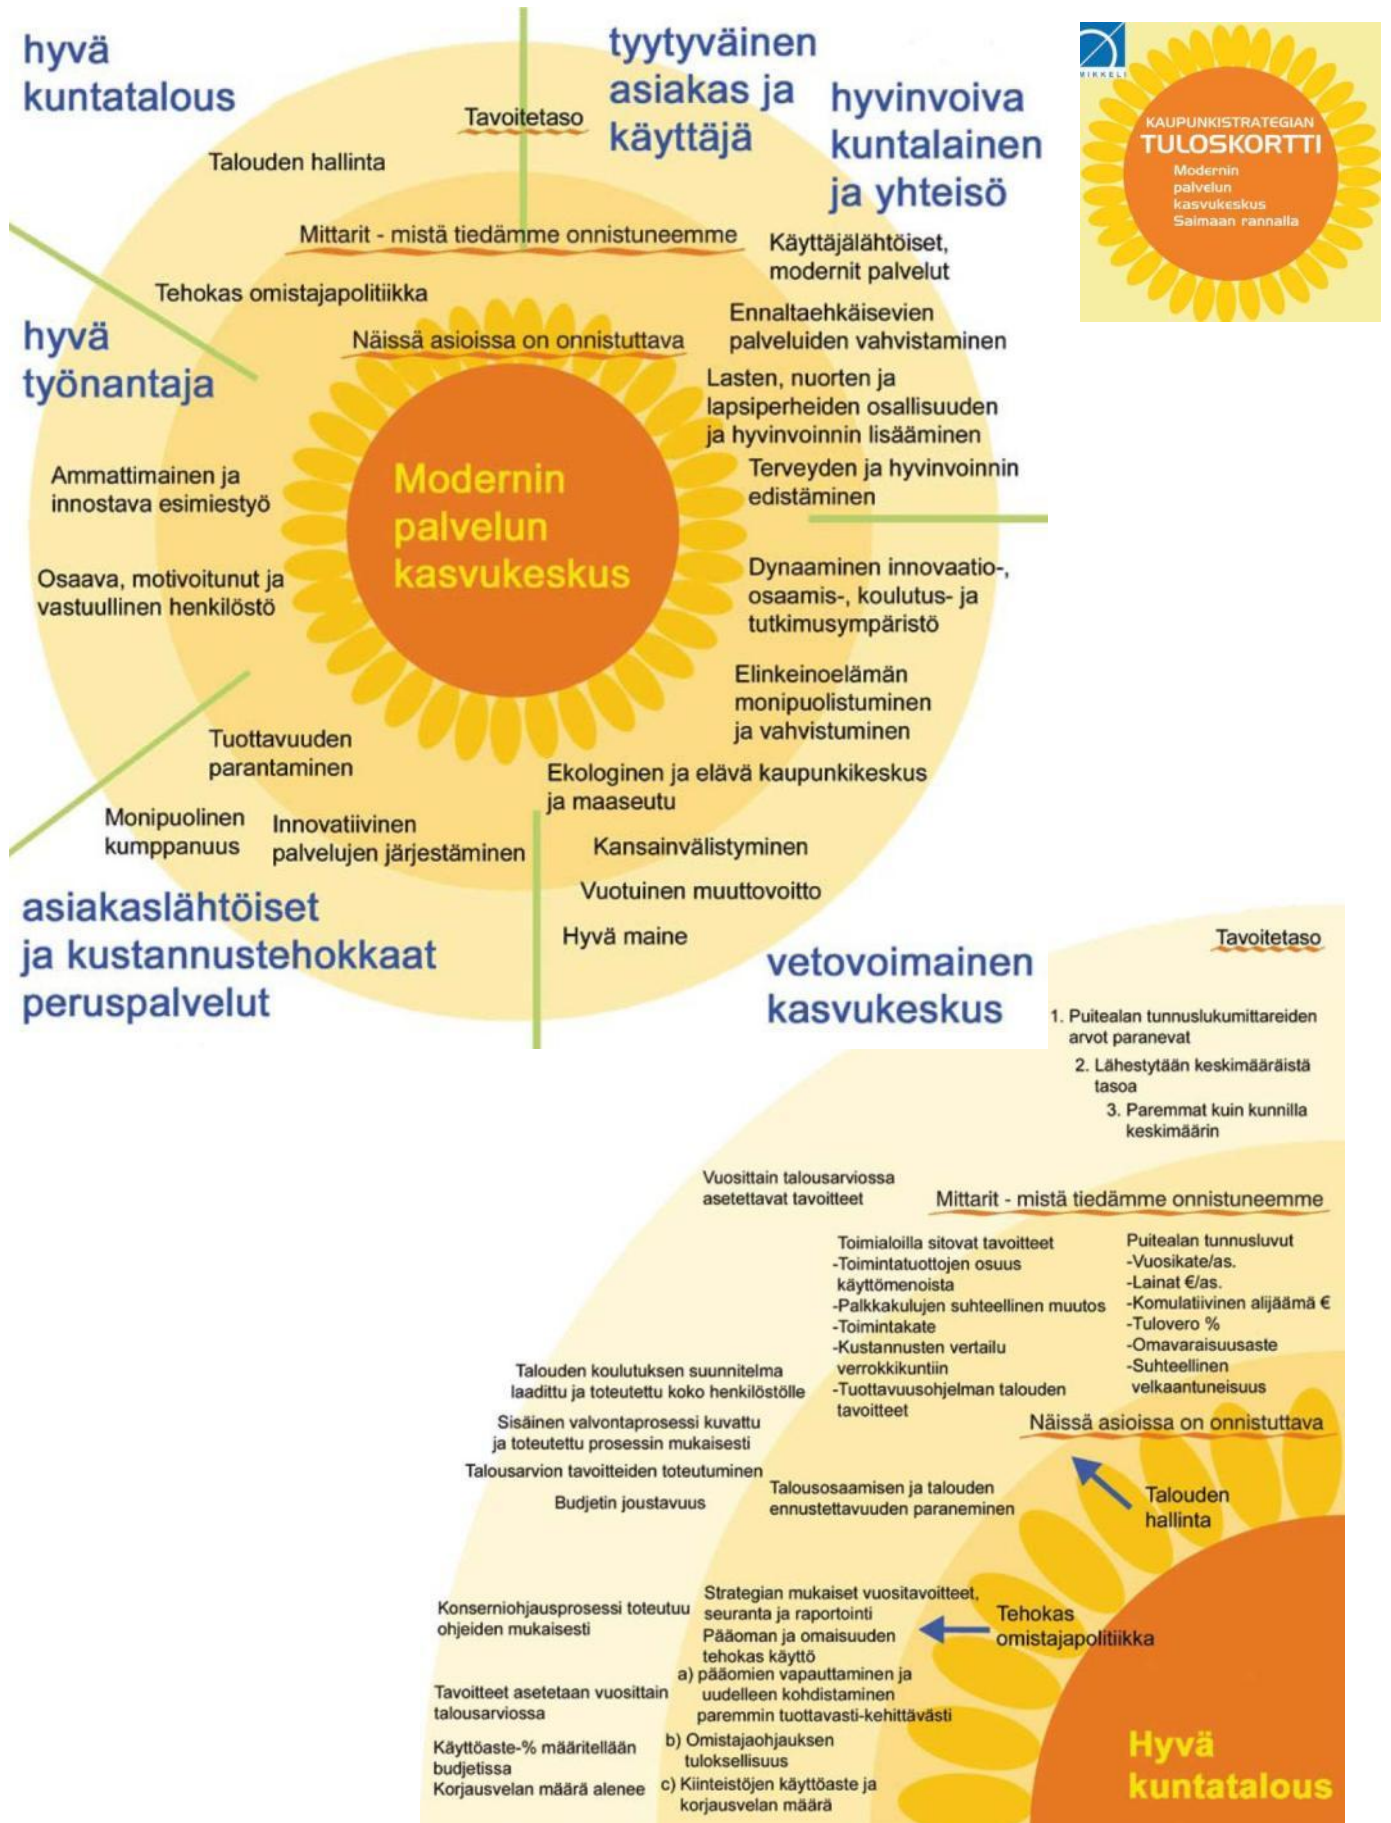 hyvä
kuntatalous
tyytyväinen
asiakas ja
käyttäjä
hyvinvoiva
kuntalainen
ja yhteisö
MIKKELI
KAUPUNKISTRATEGIAN
TULOSKORTTI
Modernin
palvelun
kasvukeskus
Saimaan rannalla
Tavoitetaso
Talouden hallinta
Mittarit - mistä tiedämme onnistuneemme
Tehokas omistajapolitiikka
Näissä asioissa on onnistuttava
Käyttäjälähtöiset,
modernit palvelut
Ennaltaehkäisevien
palveluiden vahvistaminen
Lasten, nuorten ja
lapsiperheiden osallisuuden
ja hyvinvoinnin lisääminen
Terveyden ja hyvinvoinnin
edistäminen
hyvä
työnantaja
Ammattimainen ja
innostava esimiestyö
Osaava, motivoitunut ja
vastuullinen henkilöstö
Modernin
palvelun
kasvukeskus
Dynaaminen innovaatio-,
osaamis-, koulutus- ja
tutkimusympäristö
Elinkeinoelämän
monipuolistuminen
ja vahvistuminen
Tuottavuuden
parantaminen
Monipuolinen
kumppanuus
Innovatiivinen
palvelujen järjestäminen
Ekologinen ja elävä kaupunkikeskus
ja maaseutu
Kansainvälistyminen
Vuotuinen muuttovoitto
Hyvä maine
asiakaslähtöiset
ja kustannustehokkaat
peruspalvelut
vetovoimainen
kasvukeskus
Tavoitetaso
1. Puitealan tunnuslukumittareiden
arvot paranevat
2. Lähestytään keskimääräistä
tasoa
3. Paremmat kuin kunnilla
keskimäärin
Vuosittain talousarviossa
asetettavat tavoitteet
Mittarit - mistä tiedämme onnistuneemme
Toimialoilla sitovat tavoitteet
-Toimintatuottojen osuus
käyttömenoista
-Palkkakulujen suhteellinen muutos
-Toimintakate
-Kustannusten vertailu
verrokkikuntiin
-Tuottavuusohjelman talouden
tavoitteet
Puitealan tunnusluvut
-Vuosikate/as.
-Lainat €/as.
-Komulatiivinen alijäämä €
-Tulovero %
-Omavaraisuusaste
-Suhteellinen
velkaantuneisuus
Talouden koulutuksen suunnitelma
laadittu ja toteutettu koko henkilöstölle
Sisäinen valvontaprosessi kuvattu
ja toteutettu prosessin mukaisesti
Talousarvion tavoitteiden toteutuminen
Budjetin joustavuus
Talousosaamisen ja talouden
ennustettavuuden paraneminen
Näissä asioissa on onnistuttava
Talouden
hallinta
Konserniohjausprosessi toteutuu
ohjeiden mukaisesti
Strategian mukaiset vuositavoitteet,
seuranta ja raportointi
Pääoman ja omaisuuden
tehokas käyttö
a) pääomien vapauttaminen ja
uudelleen kohdistaminen
paremmin tuottavasti-kehittävästi
b) Omistajaohjauksen
tuloksellisuus
c) Kiinteistöjen käyttöaste ja
korjausvelan määrä
Tehokas
omistajapolitiikka
Tavoitteet asetetaan vuosittain
talousarviossa
Käyttöaste-% määritellään
budjetissa
Korjausvelan määrä alenee
Hyvä
kuntatalous